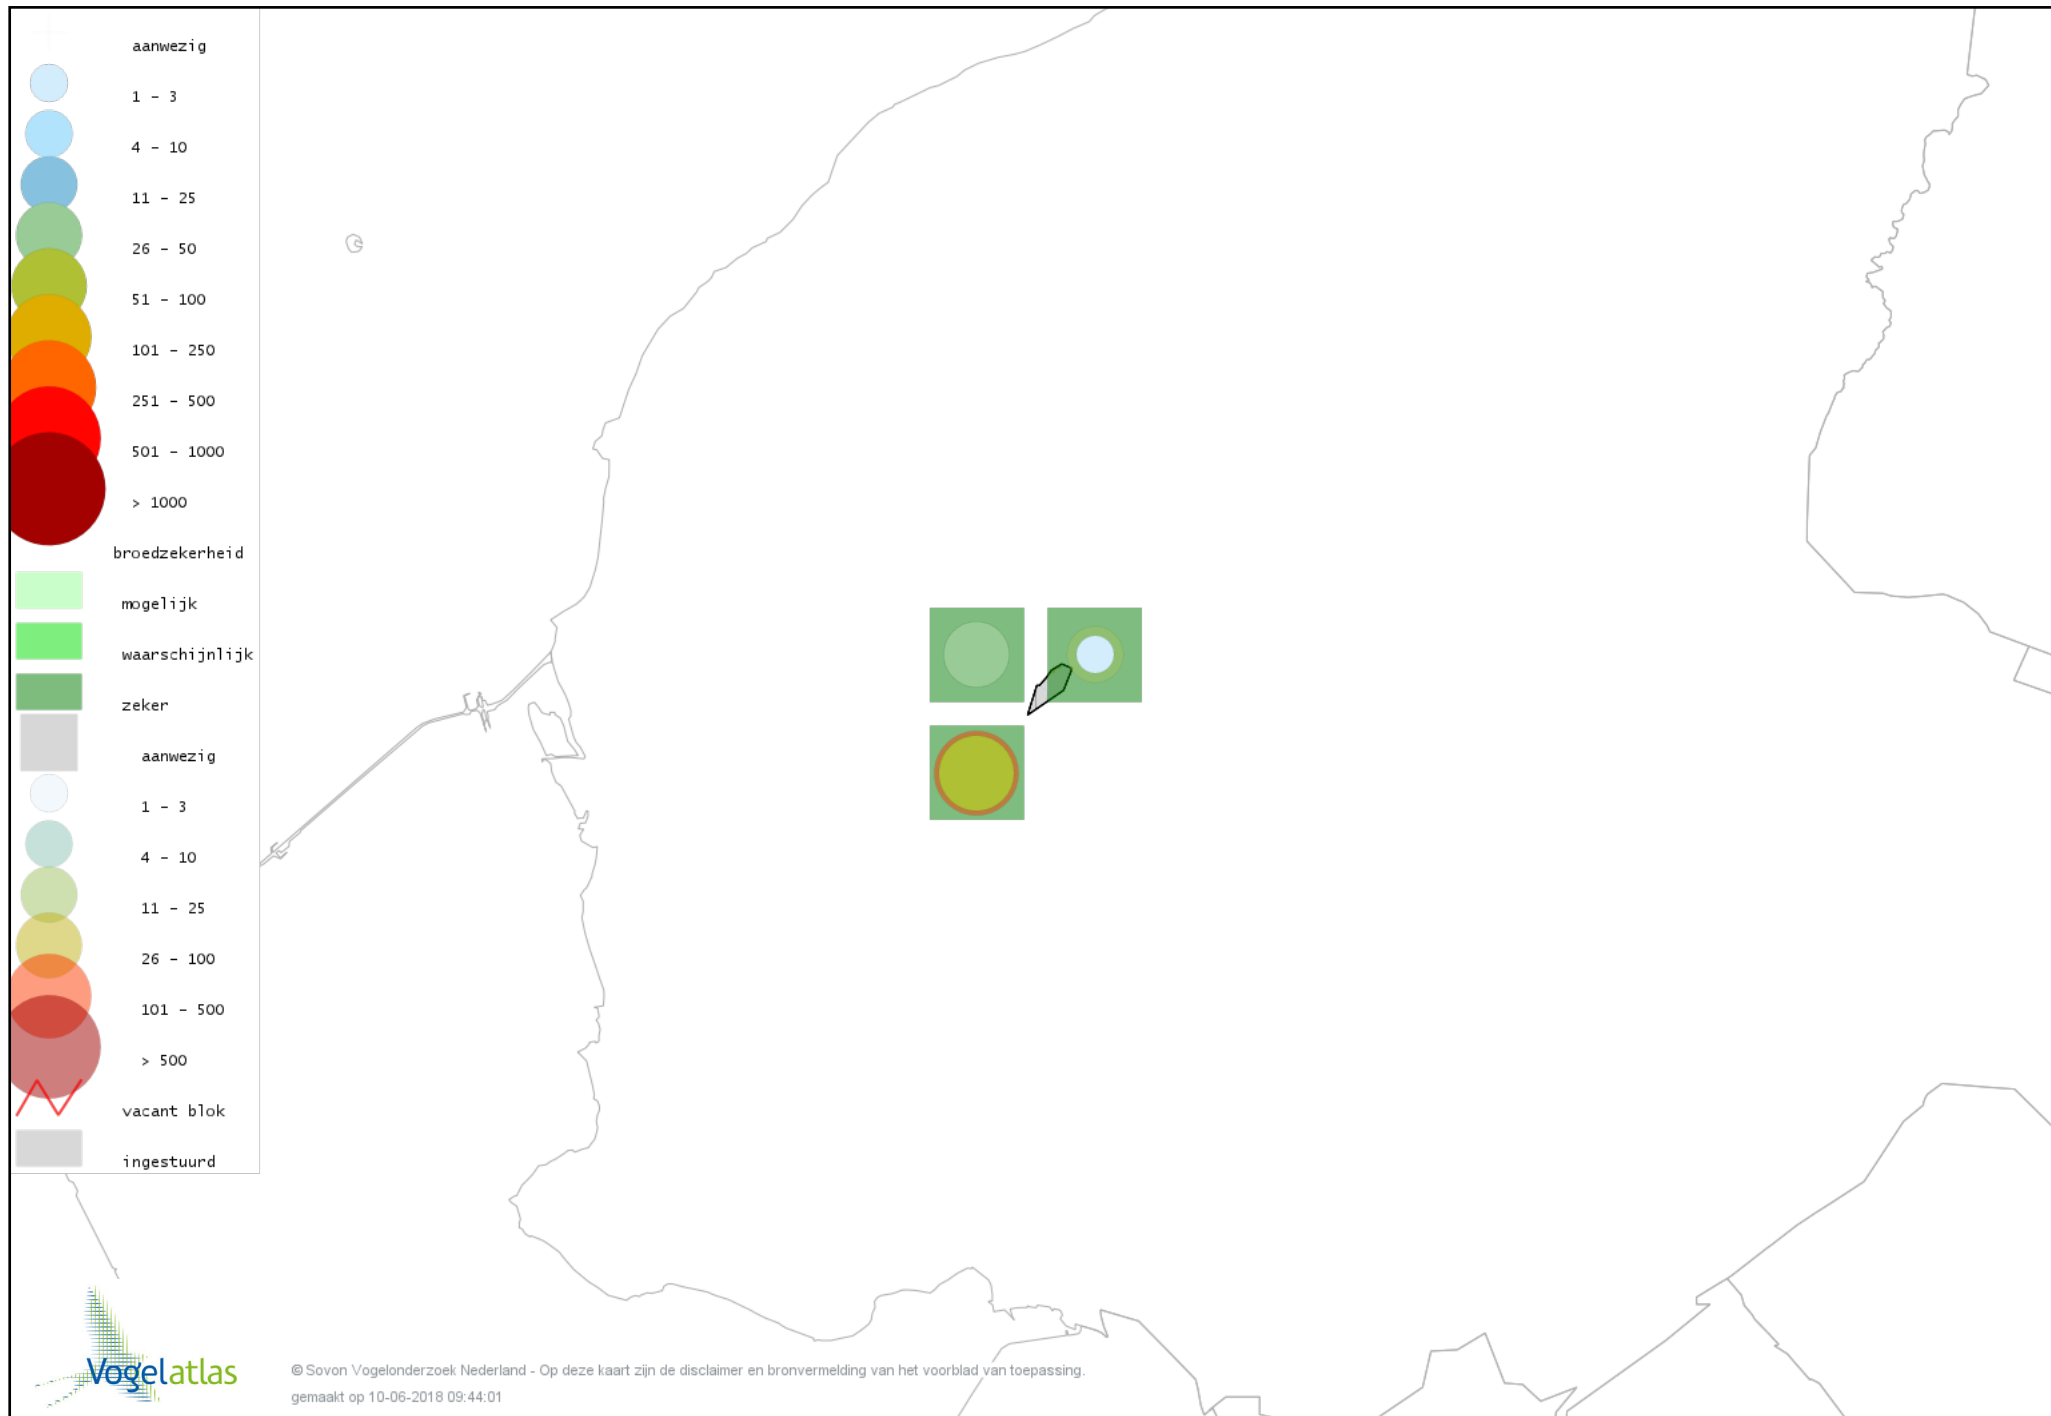 aanwezig
1 - 3
4 - 10
11 - 25
26 - 50
51 - 100
101 - 250
251 - 500
501 - 1000
> 1000
broedzekerheid
mogelijk
waarschijnlijk
zeker
aanwezig
1 - 3
4 - 10
11 - 25
26 - 100
101 - 500
> 500
vacant blok
ingestuurd
Vogelatlas
© Sovon Vogelonderzoek Nederland - Op deze kaart zijn de disclaimer en bronvermelding van het voorblad van toepassing.
gemaakt op 10-06-2018 09:44:01